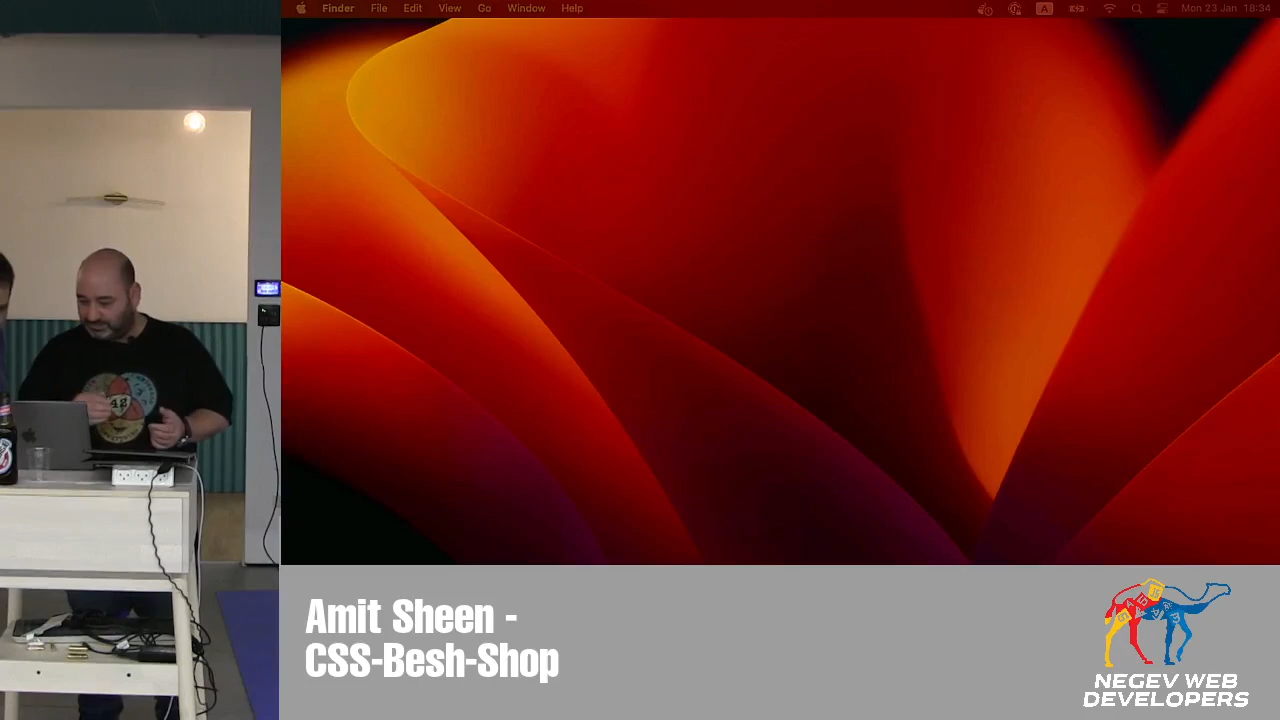 Finder File Edit View Go Window Help
A
Mon 23 Jan 18:34
42
Amit Sheen -
CSS-Besh-Shop
NEGEV WEB
DEVELOPERS